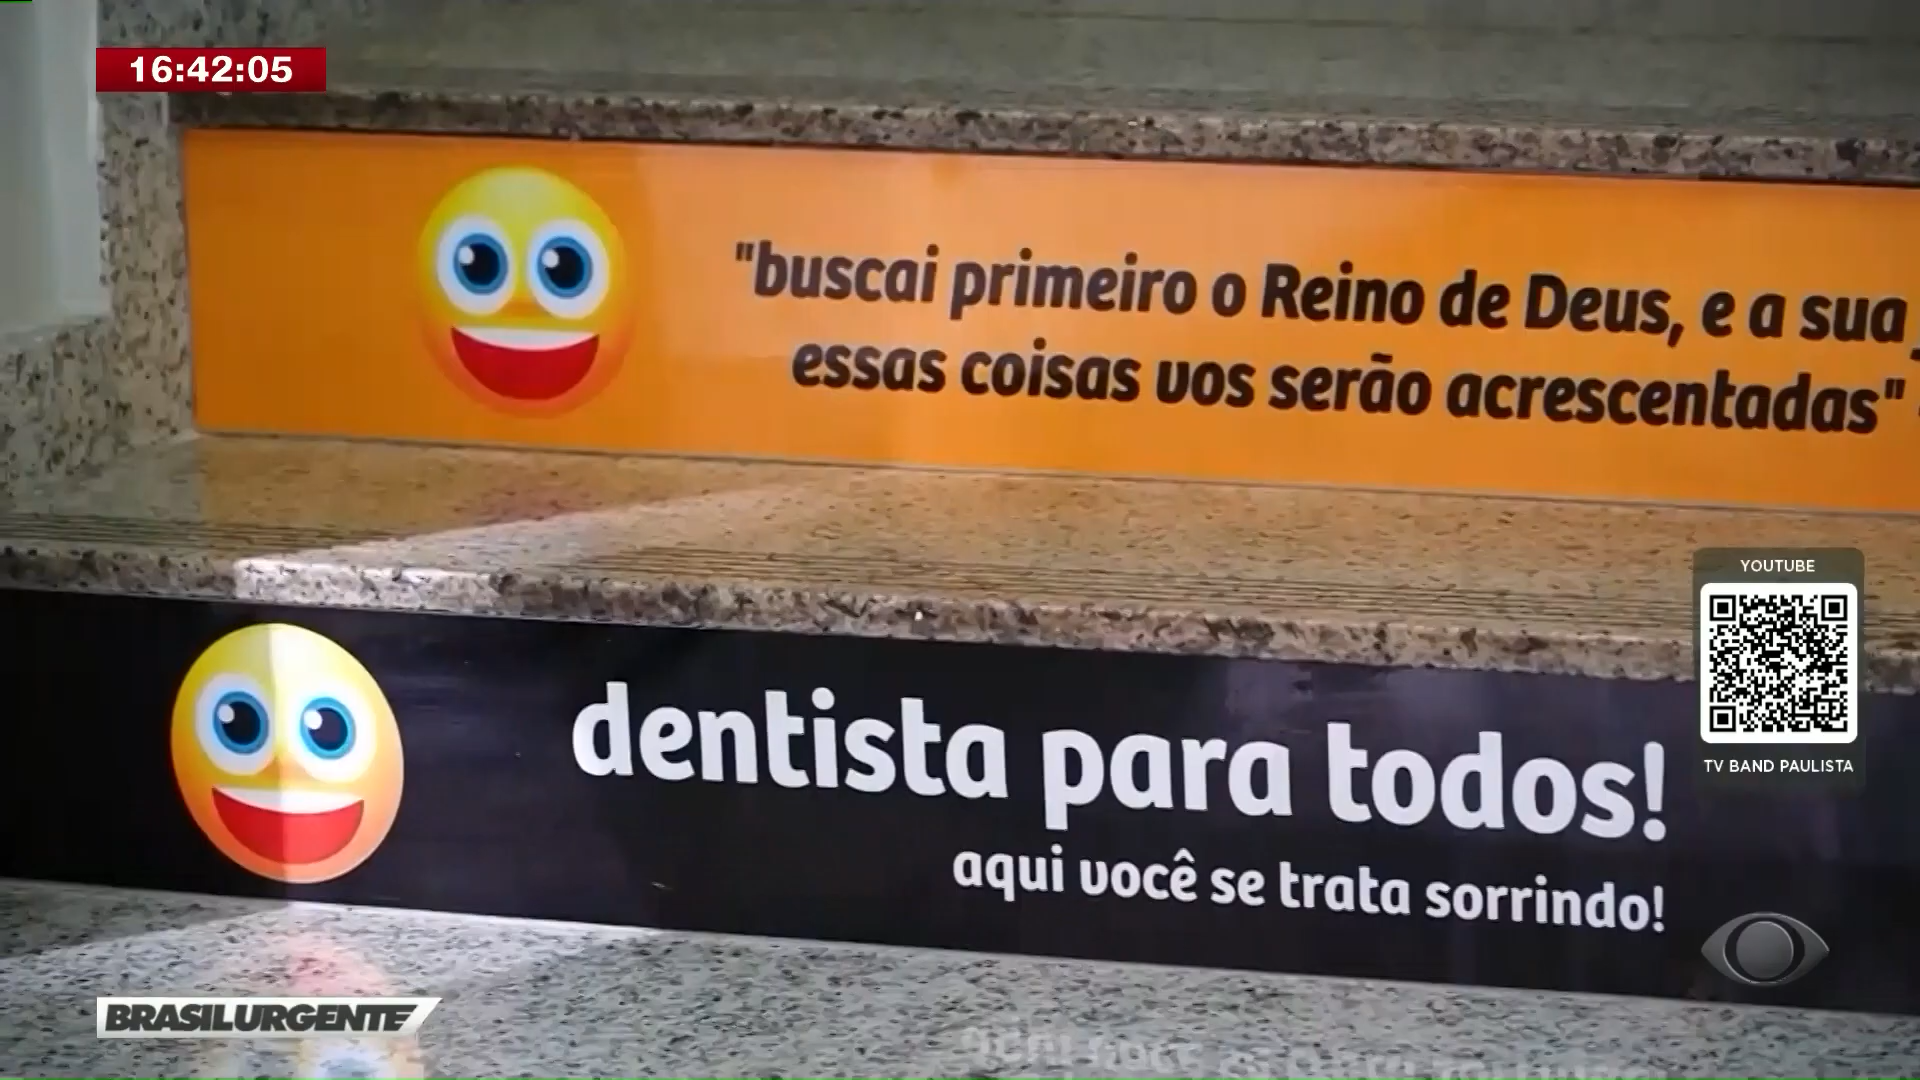 16:42:05
"buscai primeiro o Reino de Deus, e a sua
essas coisas vos serão acrescentadas"
YOUTUBE
TV BAND PAULISTA
dentista para todos!
aqui você se trata sorrindo!
BRASILURGENTE